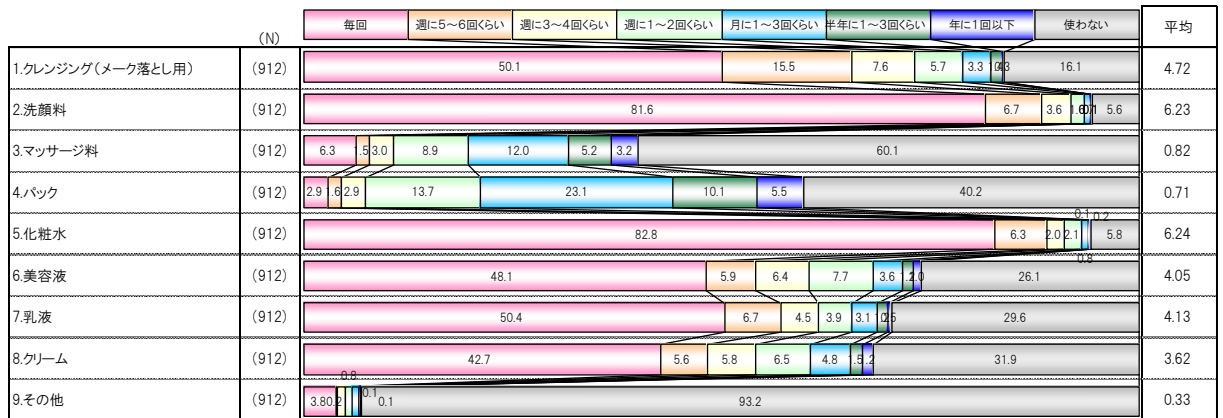 (N) 毎回 週に5～6回くらい 週に3～4回くらい 週に1～2回くらい 月に1～3回くらい 半年に1～3回くらい 年に1回以下 使わない 平均
1.クレンジング(メーク落とし用) (912) 50.1 15.5 7.6 5.7 3.3 16.1 4.72
2.洗顔料 (912) 81.6 6.7 3.6 5.6 6.23
3.マッサージ料 (912) 6.3 1.5 3.0 8.9 12.0 5.2 3.2 60.1 0.82
4.パック (912) 2.9 1.6 2.9 13.7 23.1 10.1 5.5 40.2 0.71
5.化粧水 (912) 82.8 6.3 2.0 2.1 0.8 0.1 0.2 5.8 6.24
6.美容液 (912) 48.1 5.9 6.4 7.7 3.6 26.1 4.05
7.乳液 (912) 50.4 6.7 4.5 3.9 3.1 29.6 4.13
8.クリーム (912) 42.7 5.6 5.8 6.5 4.8 1.5 1.2 31.9 3.62
9.その他 (912) 3.8 0.2 0.8 0.1 0.1 93.2 0.33